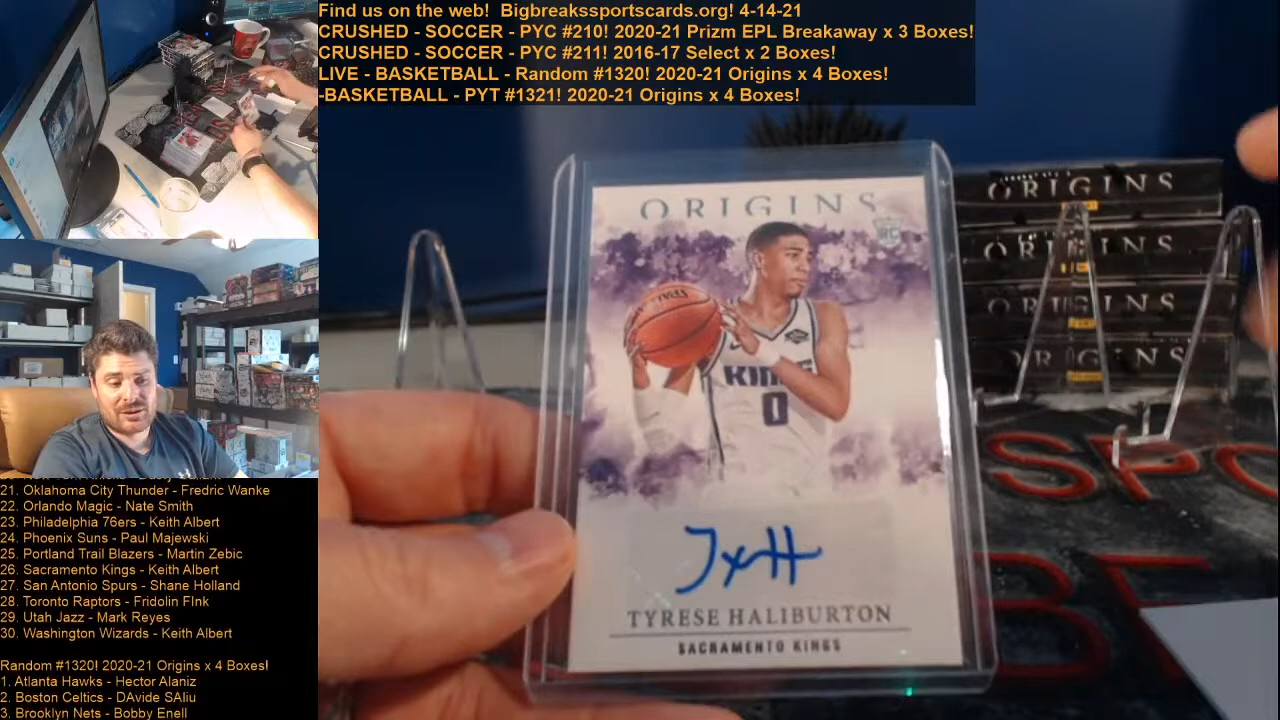 Find us on the web!  Bigbreakssportscards.org! 4-14-21
CRUSHED - SOCCER - PYC #210! 2020-21 Prizm EPL Breakaway x 3 Boxes!
CRUSHED - SOCCER - PYC #211! 2016-17 Select x 2 Boxes!
LIVE - BASKETBALL - Random #1320! 2020-21 Origins x 4 Boxes!
-BASKETBALL - PYT #1321! 2020-21 Origins x 4 Boxes!
ORIGINS
RC
KINGS
0
TYRESE HALIBURTON
SACRAMENTO KINGS
ORIGINS
ORIGINS
ORIGINS
ORIGINS
SPO
BE
21. Oklahoma City Thunder - Fredric Wanke
22. Orlando Magic - Nate Smith
23. Philadelphia 76ers - Keith Albert
24. Phoenix Suns - Paul Majewski
25. Portland Trail Blazers - Martin Zebic
26. Sacramento Kings - Keith Albert
27. San Antonio Spurs - Shane Holland
28. Toronto Raptors - Fridolin FInk
29. Utah Jazz - Mark Reyes
30. Washington Wizards - Keith Albert
Random #1320! 2020-21 Origins x 4 Boxes!
1. Atlanta Hawks - Hector Alaniz
2. Boston Celtics - DAvide SAliu
3. Brooklyn Nets - Bobby Enell